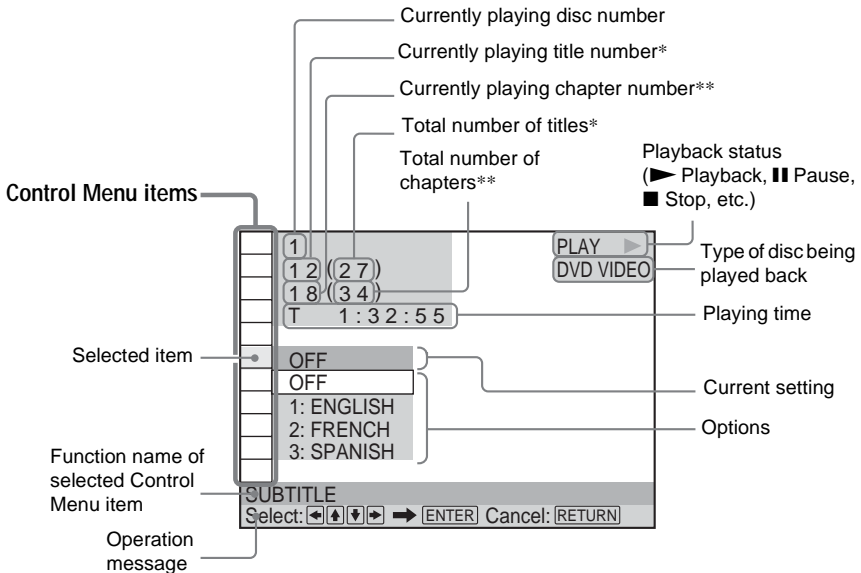 Currently playing disc number
Currently playing title number*
Currently playing chapter number**
Total number of titles*
Total number of
chapters**
Playback status
(▶ Playback, ❚❚ Pause,
■ Stop, etc.)
Control Menu items
1
12(27)
18(34)
T 1:32:55
PLAY ▶
DVD VIDEO
Type of disc being
played back
Playing time
Selected item
OFF
OFF
1: ENGLISH
2: FRENCH
3: SPANISH
Current setting
Options
Function name of
selected Control
Menu item
SUBTITLE
Select: ←↑↓→ ➡ ENTER Cancel: RETURN
Operation
message